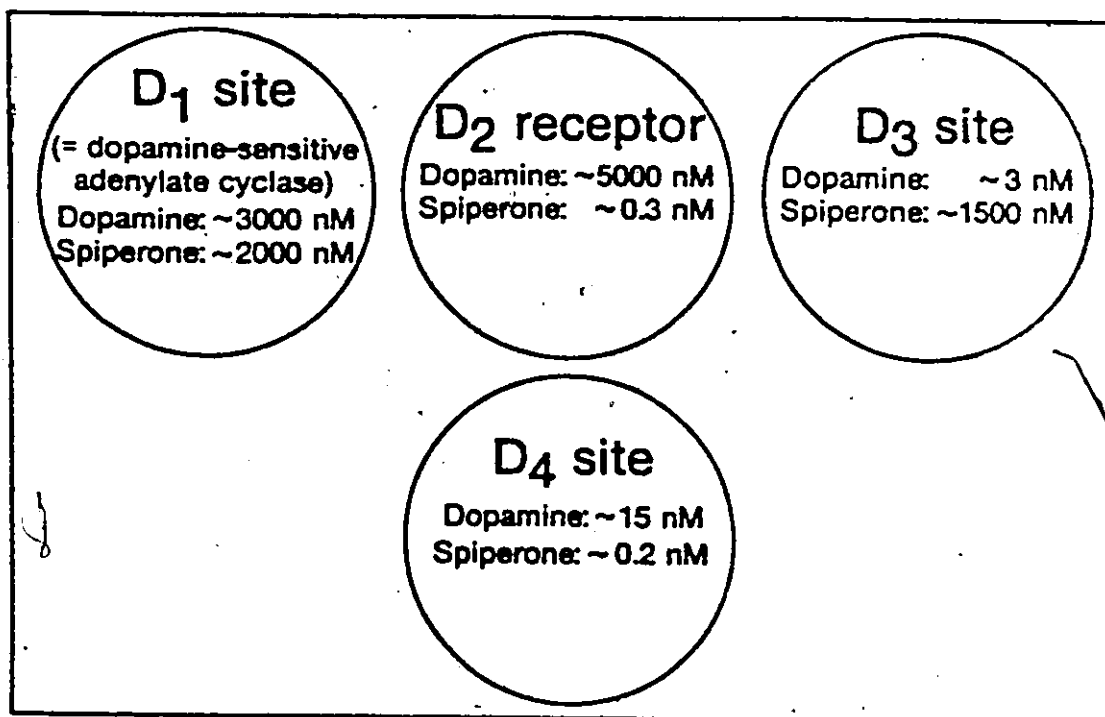 D1 site
(= dopamine-sensitive
adenylate cyclase)
Dopamine: ~3000 nM
Spiperone: ~2000 nM
D2 receptor
Dopamine: ~5000 nM
Spiperone: ~0.3 nM
D3 site
Dopamine: ~3 nM
Spiperone: ~1500 nM
D4 site
Dopamine: ~15 nM
Spiperone: ~0.2 nM